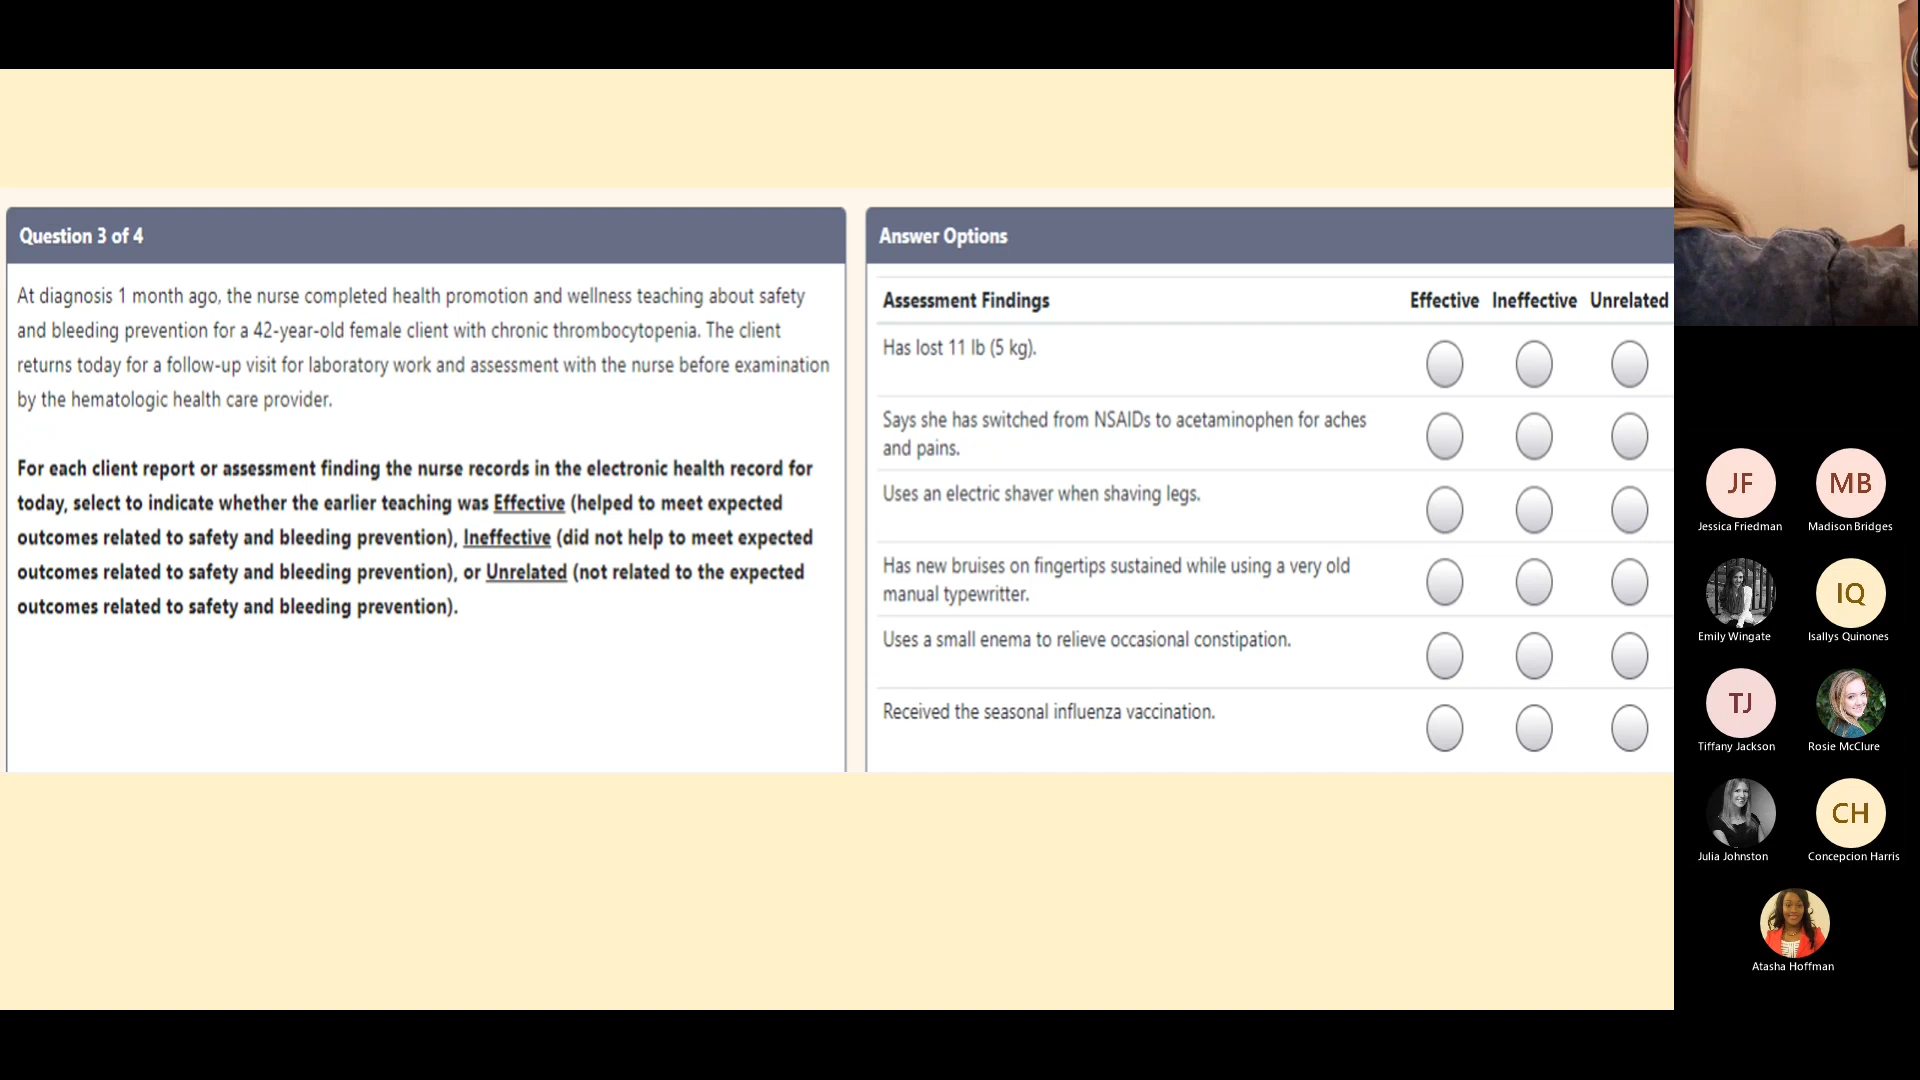 Question 3 of 4
At diagnosis 1 month ago, the nurse completed health promotion and wellness teaching about safety
and bleeding prevention for a 42-year-old female client with chronic thrombocytopenia. The client
returns today for a follow-up visit for laboratory work and assessment with the nurse before examination
by the hematologic health care provider.
For each client report or assessment finding the nurse records in the electronic health record for
today, select to indicate whether the earlier teaching was Effective (helped to meet expected
outcomes related to safety and bleeding prevention), Ineffective (did not help to meet expected
outcomes related to safety and bleeding prevention), or Unrelated (not related to the expected
outcomes related to safety and bleeding prevention).
Answer Options
Assessment Findings Effective Ineffective Unrelated
Has lost 11 lb (5 kg).
Says she has switched from NSAIDs to acetaminophen for aches
and pains.
Uses an electric shaver when shaving legs.
Has new bruises on fingertips sustained while using a very old
manual typewritter.
Uses a small enema to relieve occasional constipation.
Received the seasonal influenza vaccination.
JF MB
Jessica Friedman Madison Bridges
IQ
Emily Wingate Isallys Quinones
TJ
Tiffany Jackson Rosie McClure
CH
Julia Johnston Concepcion Harris
Atasha Hoffman